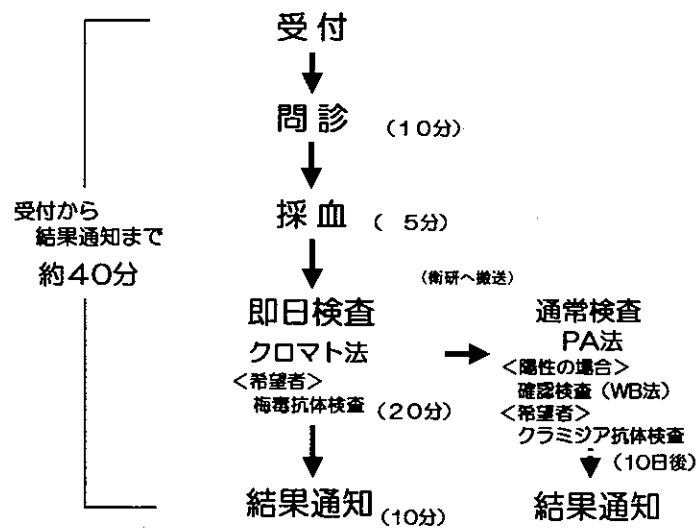 受付
問診 (10分)
採血 ( 5分)
受付から
結果通知まで
約40分
(衛研へ搬送)
即日検査
クロマト法
<希望者>
梅毒抗体検査 (20分)
通常検査
PA法
<陽性の場合>
確認検査(WB法)
<希望者>
クラミジア抗体検査
(10日後)
結果通知 (10分)
結果通知